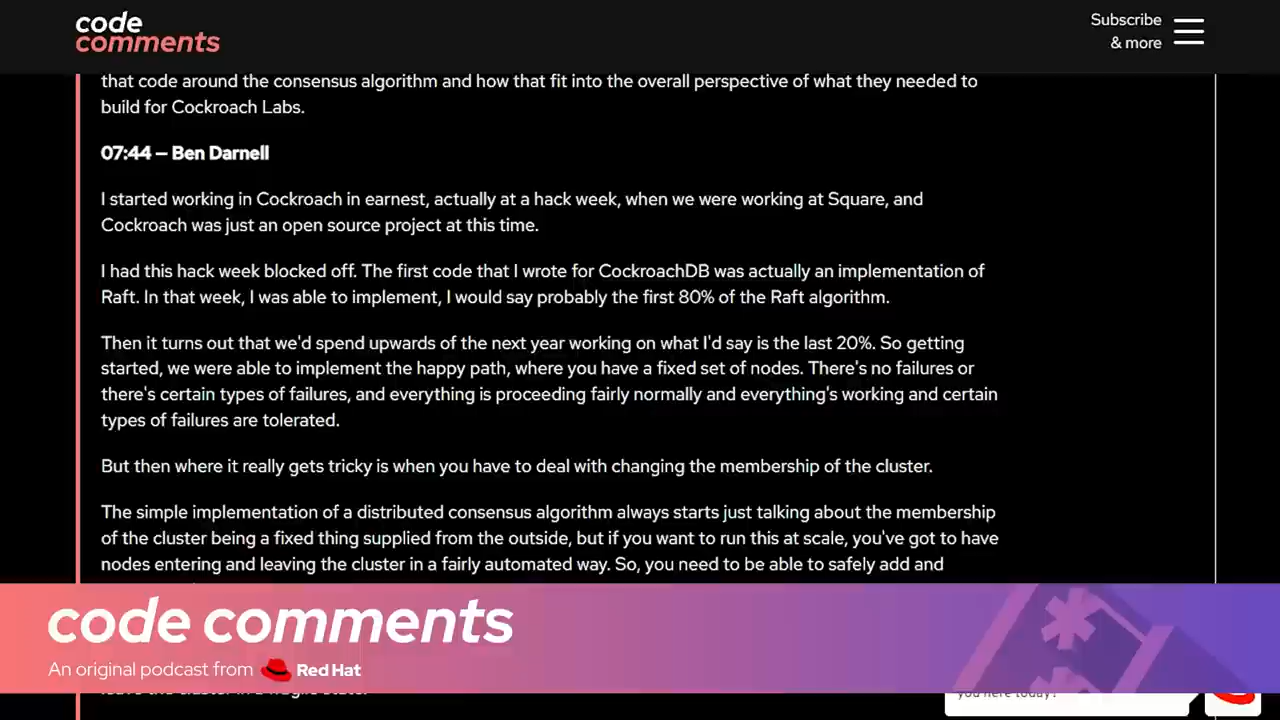 code
comments
Subscribe
& more
that code around the consensus algorithm and how that fit into the overall perspective of what they needed to
build for Cockroach Labs.
07:44 – Ben Darnell
I started working in Cockroach in earnest, actually at a hack week, when we were working at Square, and
Cockroach was just an open source project at this time.
I had this hack week blocked off. The first code that I wrote for CockroachDB was actually an implementation of
Raft. In that week, I was able to implement, I would say probably the first 80% of the Raft algorithm.
Then it turns out that we'd spend upwards of the next year working on what I'd say is the last 20%. So getting
started, we were able to implement the happy path, where you have a fixed set of nodes. There's no failures or
there's certain types of failures, and everything is proceeding fairly normally and everything's working and certain
types of failures are tolerated.
But then where it really gets tricky is when you have to deal with changing the membership of the cluster.
The simple implementation of a distributed consensus algorithm always starts just talking about the membership
of the cluster being a fixed thing supplied from the outside, but if you want to run this at scale, you've got to have
nodes entering and leaving the cluster in a fairly automated way. So, you need to be able to safely add and
code comments
An original podcast from Red Hat
you here today?